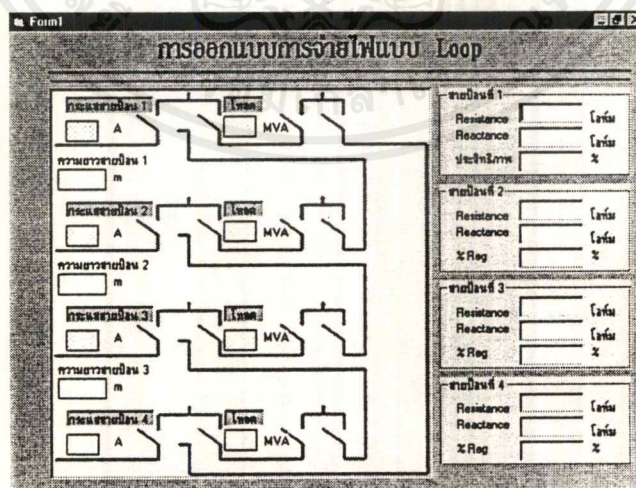 Form1
การออกแบบการจ่ายไฟแบบ Loop
กระแสสายป้อน 1 โหลด
A MVA
ความยาวสายป้อน 1
m
กระแสสายป้อน 2 โหลด
A MVA
ความยาวสายป้อน 2
m
กระแสสายป้อน 3 โหลด
A MVA
ความยาวสายป้อน 3
m
กระแสสายป้อน 4 โหลด
A MVA
สายป้อนที่ 1
Resistance โอห์ม
Reactance โอห์ม
ประสิทธิภาพ %
สายป้อนที่ 2
Resistance โอห์ม
Reactance โอห์ม
% Reg %
สายป้อนที่ 3
Resistance โอห์ม
Reactance โอห์ม
% Reg %
สายป้อนที่ 4
Resistance โอห์ม
Reactance โอห์ม
% Reg %